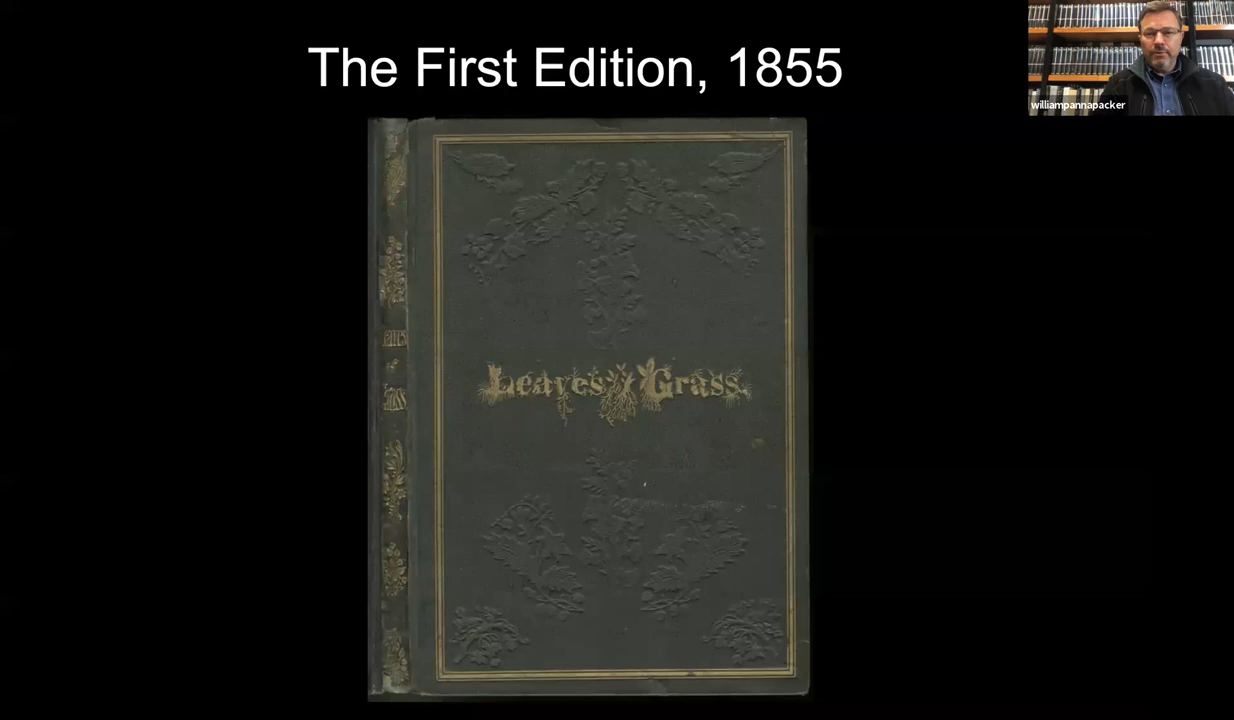 The First Edition, 1855
williampannapacker
Leaves of Grass.